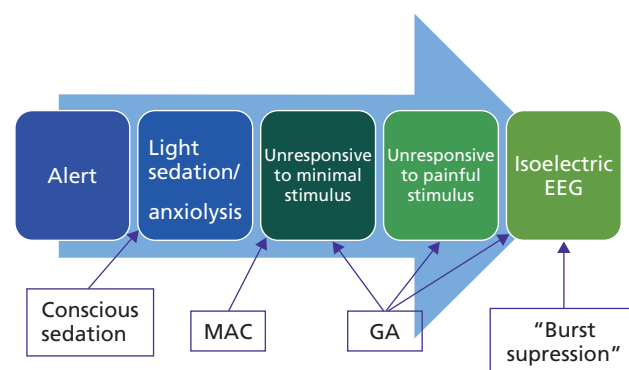 Alert
Light
sedation/
anxiolysis
Unresponsive
to minimal
stimulus
Unresponsive
to painful
stimulus
Isoelectric
EEG
Conscious
sedation
MAC
GA
“Burst
supression”